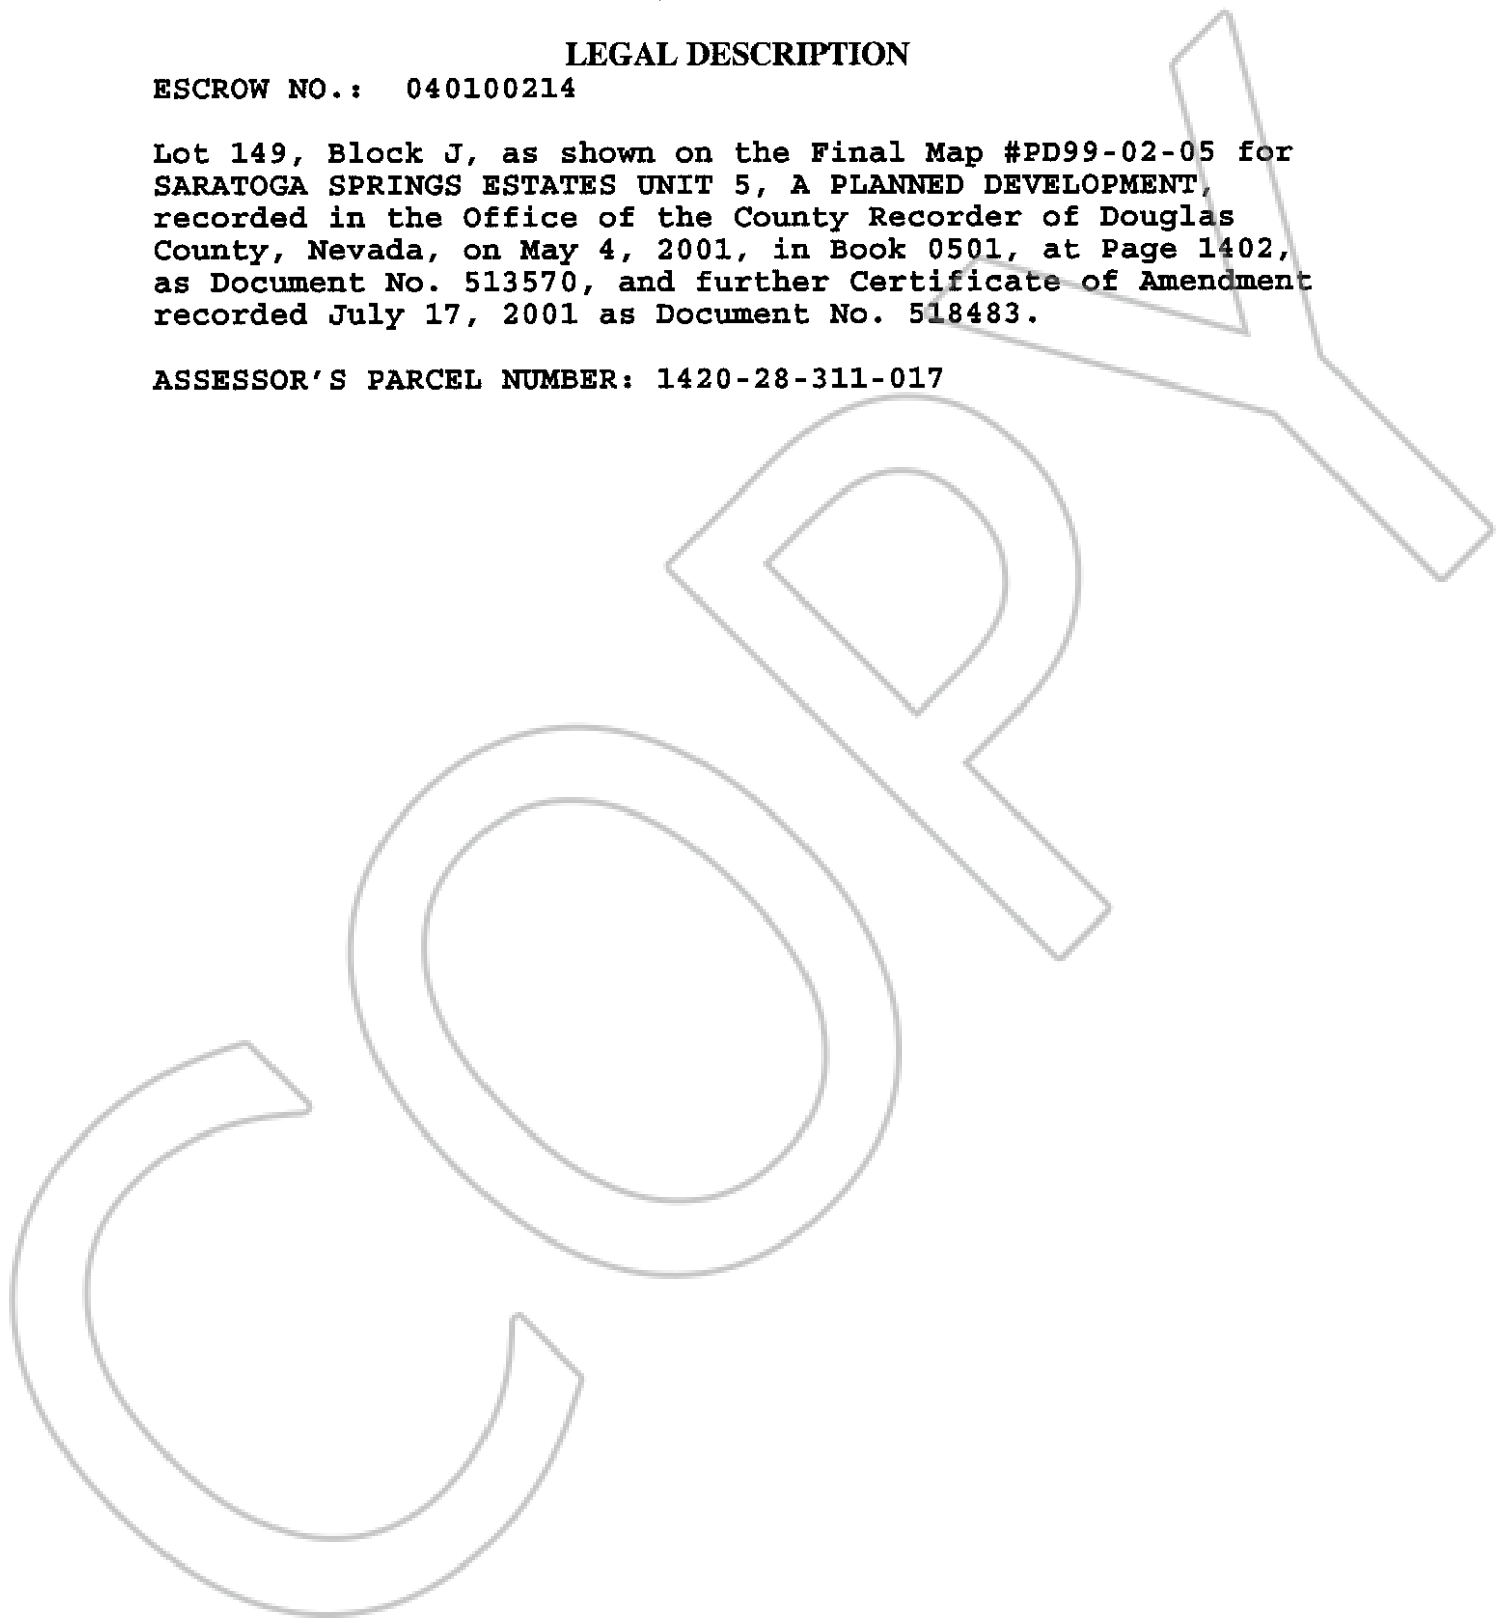 LEGAL DESCRIPTION
ESCROW NO.: 040100214
Lot 149, Block J, as shown on the Final Map #PD99-02-05 for
SARATOGA SPRINGS ESTATES UNIT 5, A PLANNED DEVELOPMENT,
recorded in the Office of the County Recorder of Douglas
County, Nevada, on May 4, 2001, in Book 0501, at Page 1402,
as Document No. 513570, and further Certificate of Amendment
recorded July 17, 2001 as Document No. 518483.
ASSESSOR'S PARCEL NUMBER: 1420-28-311-017
COPY